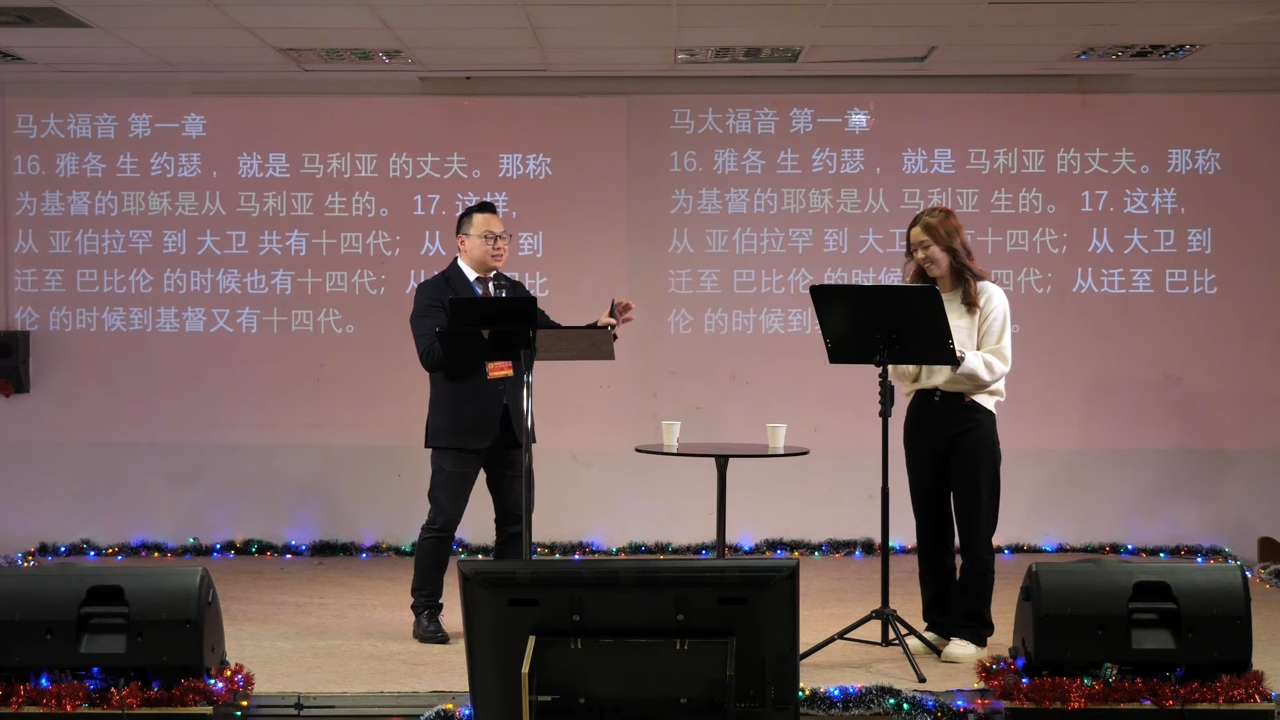 马太福音 第一章
16. 雅各 生 约瑟 ，就是 马利亚 的丈夫。那称
为基督的耶稣是从 马利亚 生的。 17. 这样,
从 亚伯拉罕 到 大卫 共有十四代；从 到
迁至 巴比伦 的时候也有十四代；从 比
伦 的时候到基督又有十四代。
马太福音 第一章
16. 雅各 生 约瑟 ，就是 马利亚 的丈夫。那称
为基督的耶稣是从 马利亚 生的。 17. 这样,
从 亚伯拉罕 到 大卫 十四代；从 大卫 到
迁至 巴比伦 的时候 四代；从迁至 巴比
伦 的时候到 。